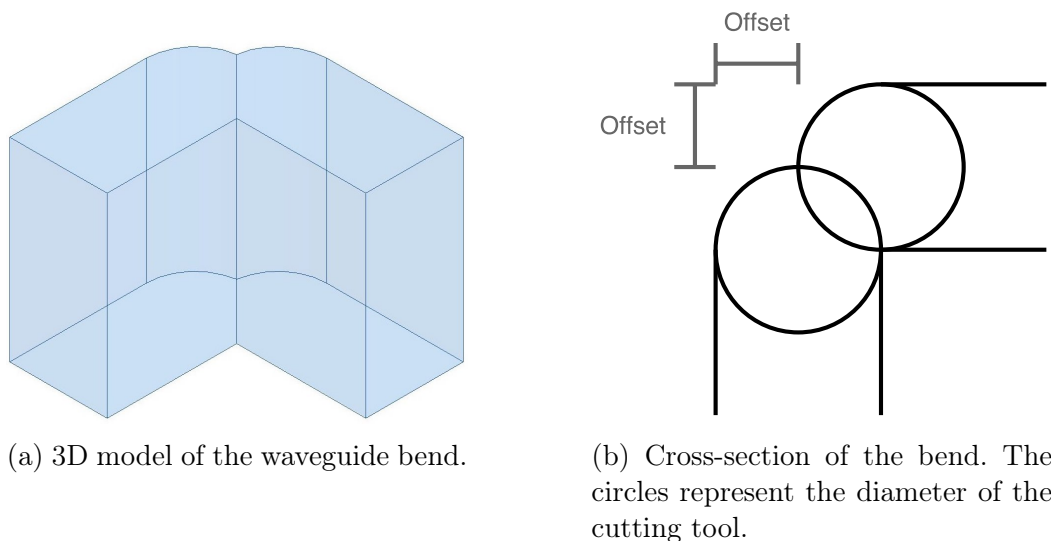 Offset
Offset
(a) 3D model of the waveguide bend.
(b) Cross-section of the bend. The
circles represent the diameter of the
cutting tool.